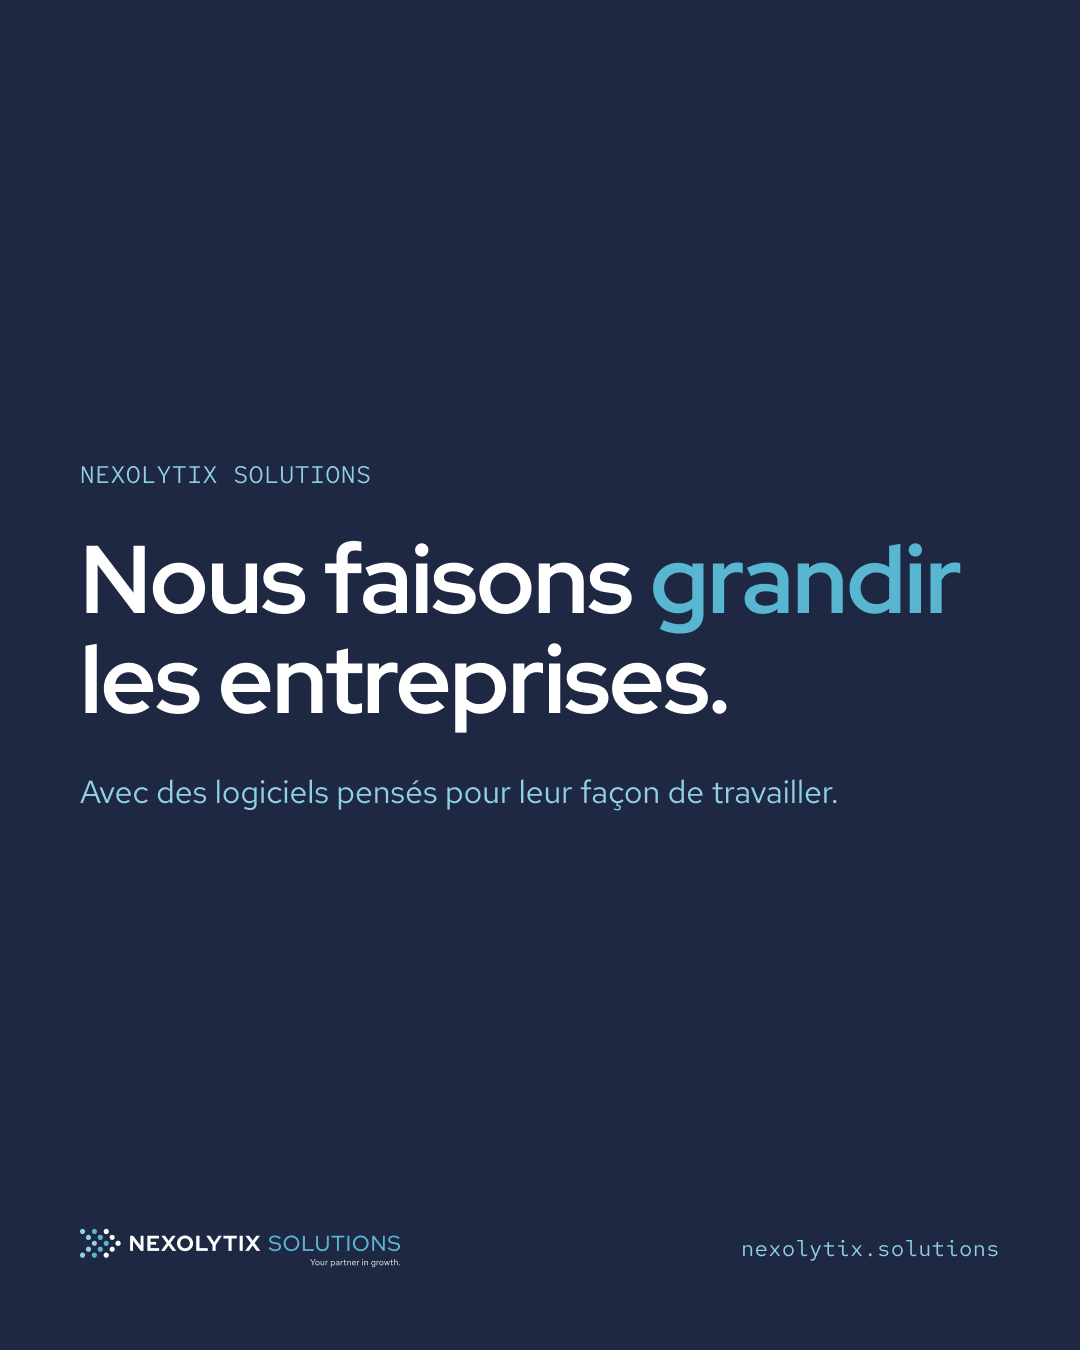 NEXOLYTIX SOLUTIONS
Nous faisons grandir
les entreprises.
Avec des logiciels pensés pour leur façon de travailler.
NEXOLYTIX SOLUTIONS
Your partner in growth.
nexolytix.solutions